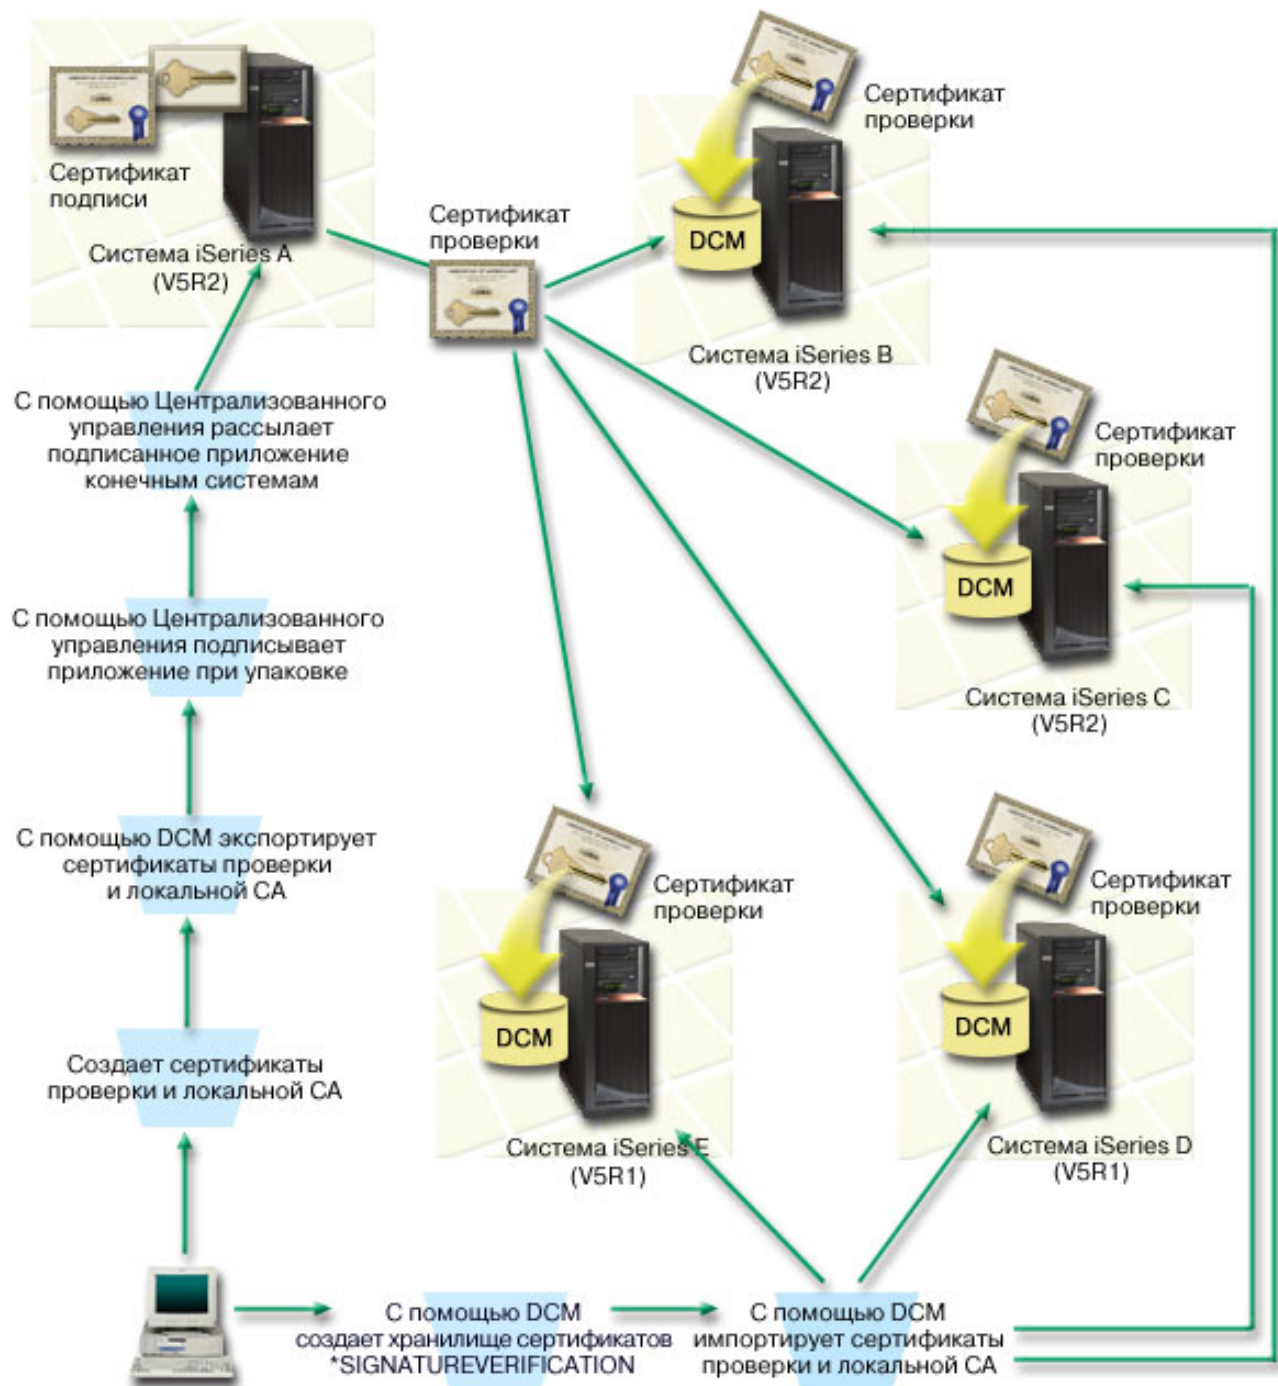 Сертификат
подписи
Система iSeries A
(V5R2)
Сертификат
проверки
Сертификат
проверки
DCM
Система iSeries B
(V5R2)
С помощью Централизованного
управления рассылает
подписанное приложение
конечным системам
Сертификат
проверки
DCM
Система iSeries C
(V5R2)
С помощью Централизованного
управления подписывает
приложение при упаковке
С помощью DCM экспортирует
сертификаты проверки
и локальной CA
Сертификат
проверки
DCM
Система iSeries E
(V5R1)
Сертификат
проверки
DCM
Система iSeries D
(V5R1)
Создает сертификаты
проверки и локальной CA
С помощью DCM
создает хранилище сертификатов
*SIGNATUREVERIFICATION
С помощью DCM
импортирует сертификаты
проверки и локальной CA